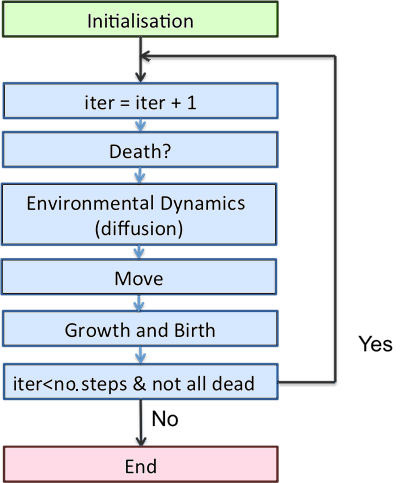 Initialisation
iter = iter + 1
Death?
Environmental Dynamics
(diffusion)
Move
Growth and Birth
Yes
iter<no.steps & not all dead
No
End